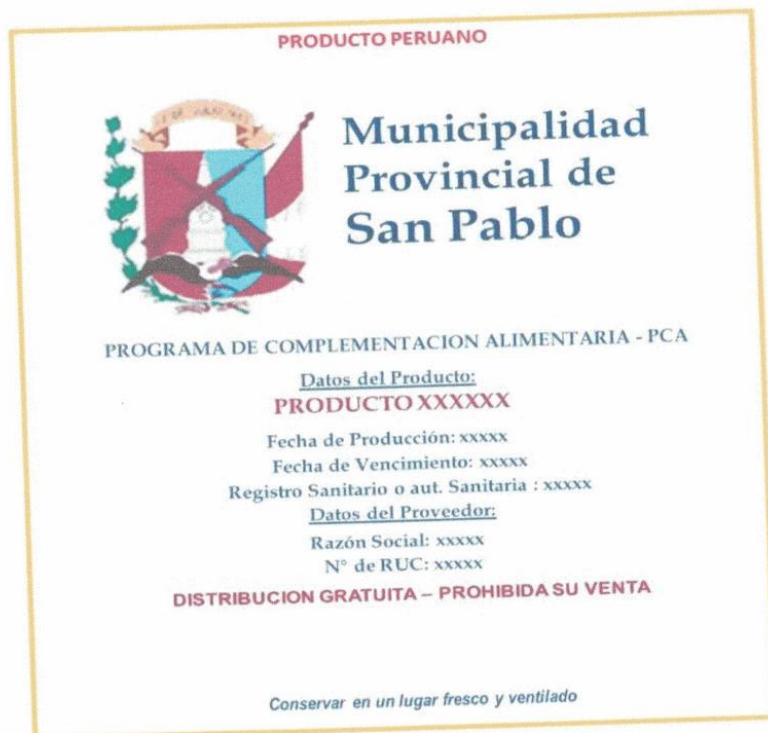 PRODUCTO PERUANO
Municipalidad
Provincial de
San Pablo
PROGRAMA DE COMPLEMENTACION ALIMENTARIA - PCA
Datos del Producto:
PRODUCTO XXXXXX
Fecha de Producción: xxxxx
Fecha de Vencimiento: xxxxx
Registro Sanitario o aut. Sanitaria : xxxxx
Datos del Proveedor:
Razón Social: xxxxx
N° de RUC: xxxxx
DISTRIBUCION GRATUITA – PROHIBIDA SU VENTA
Conservar en un lugar fresco y ventilado